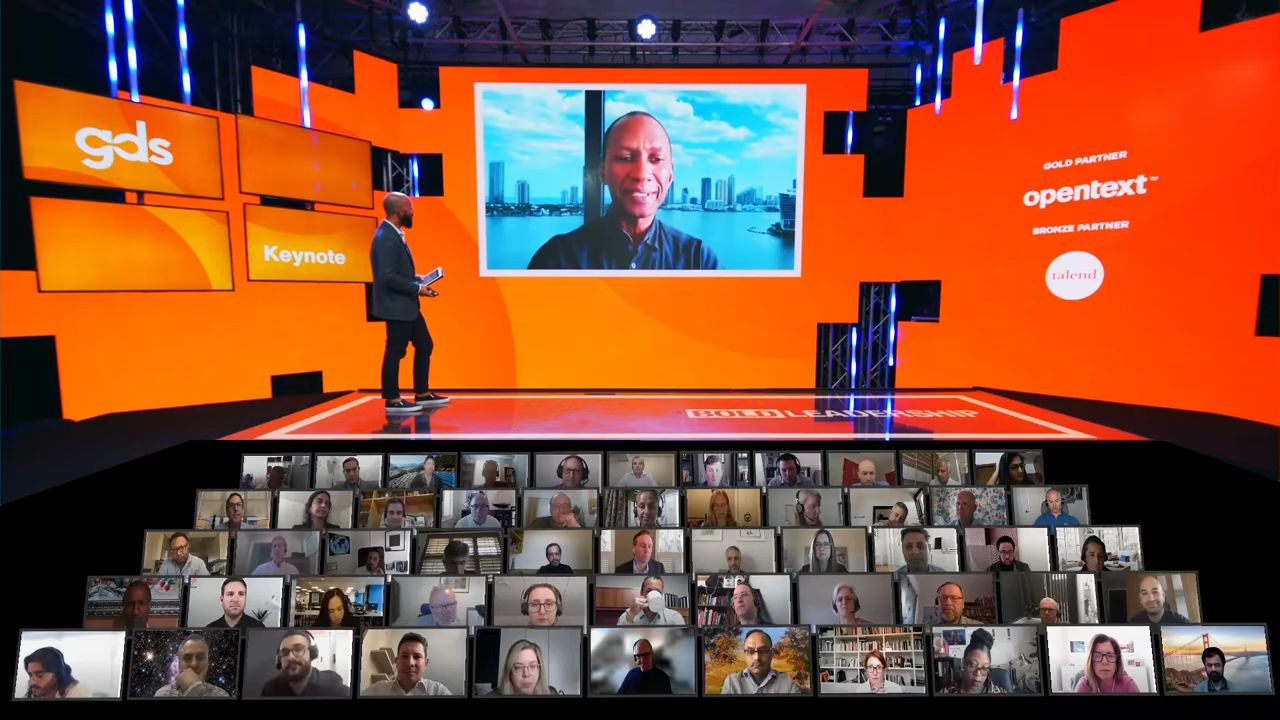 gds
Keynote
GOLD PARTNER
opentext™
BRONZE PARTNER
talend
BOLD LEADERSHIP